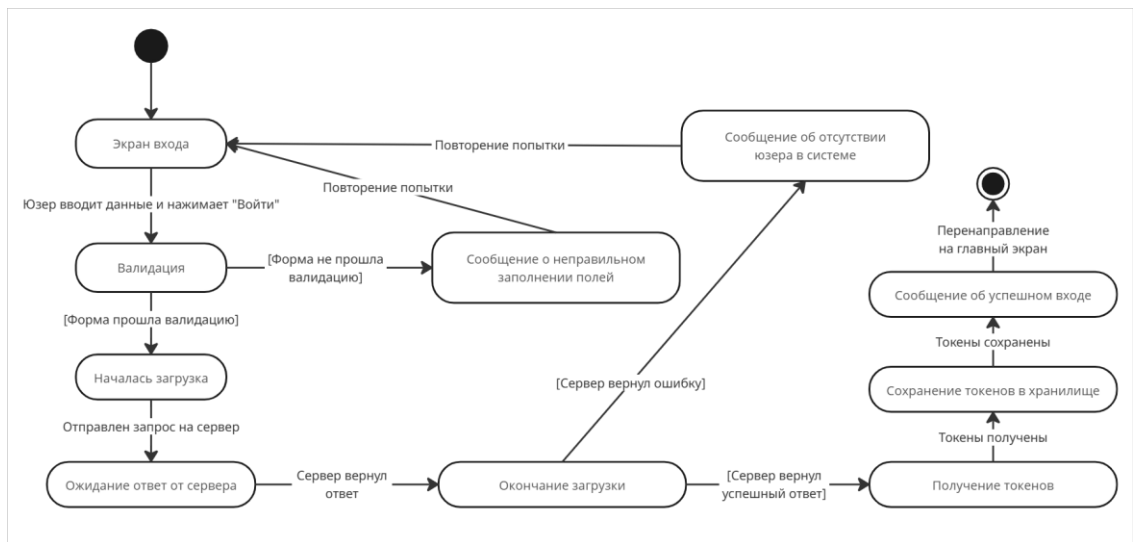 Экран входа
Юзер вводит данные и нажимает "Войти"
Валидация
[Форма не прошла
валидацию]
Сообщение о неправильном
заполнении полей
Повторение попытки
Повторение попытки
Сообщение об отсутствии
юзера в системе
[Форма прошла валидацию]
Началась загрузка
Отправлен запрос на сервер
Ожидание ответ от сервера
Сервер вернул
ответ
Окончание загрузки
[Сервер вернул ошибку]
[Сервер вернул
успешный ответ]
Получение токенов
Токены получены
Сохранение токенов в хранилище
Токены сохранены
Сообщение об успешном входе
Перенаправление
на главный экран